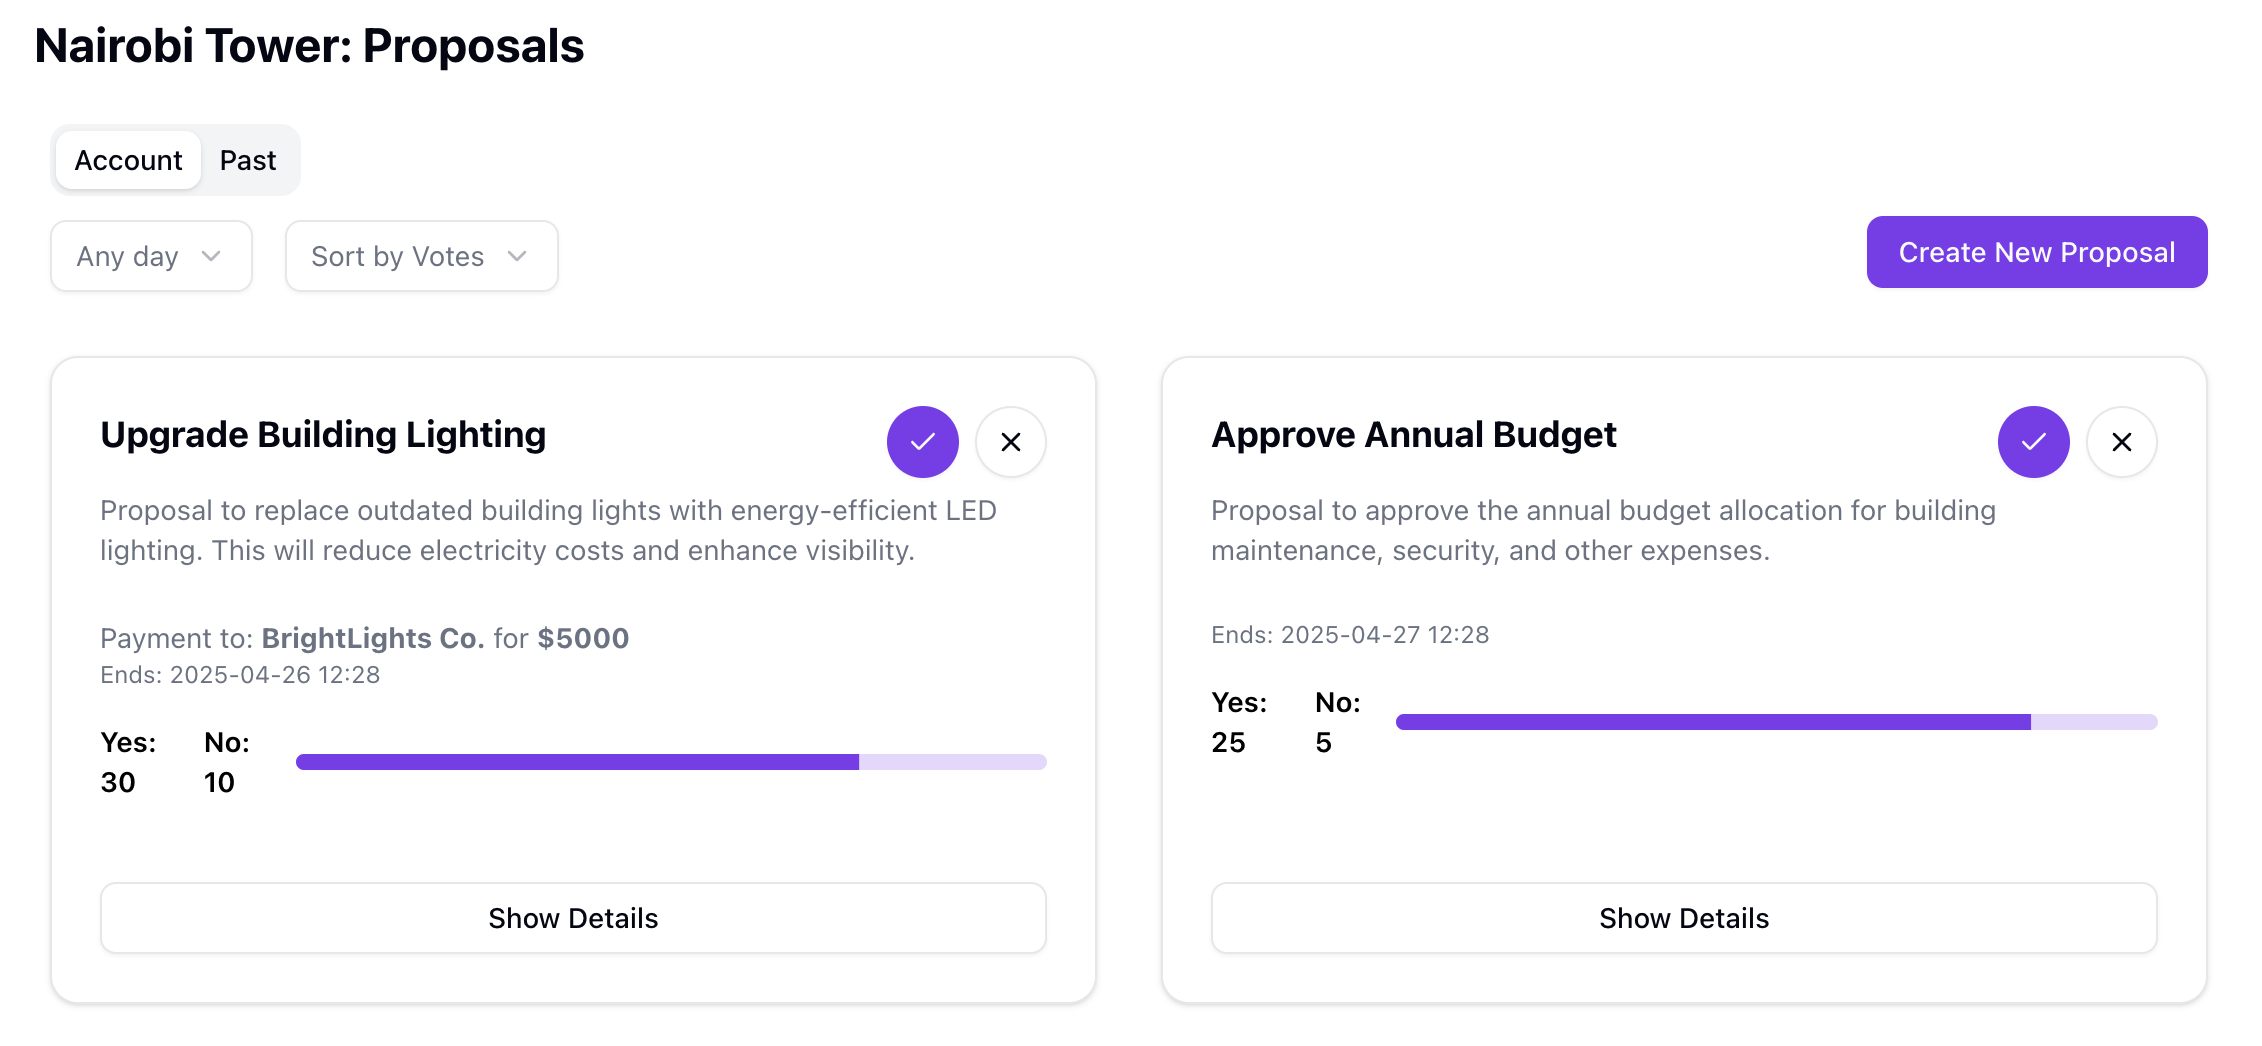 Nairobi Tower: Proposals
Account
Past
Any day
Sort by Votes
Create New Proposal
Upgrade Building Lighting
Proposal to replace outdated building lights with energy-efficient LED
lighting. This will reduce electricity costs and enhance visibility.
Payment to: BrightLights Co. for $5000
Ends: 2025-04-26 12:28
Yes:
30
No:
10
Show Details
Approve Annual Budget
Proposal to approve the annual budget allocation for building
maintenance, security, and other expenses.
Ends: 2025-04-27 12:28
Yes:
25
No:
5
Show Details